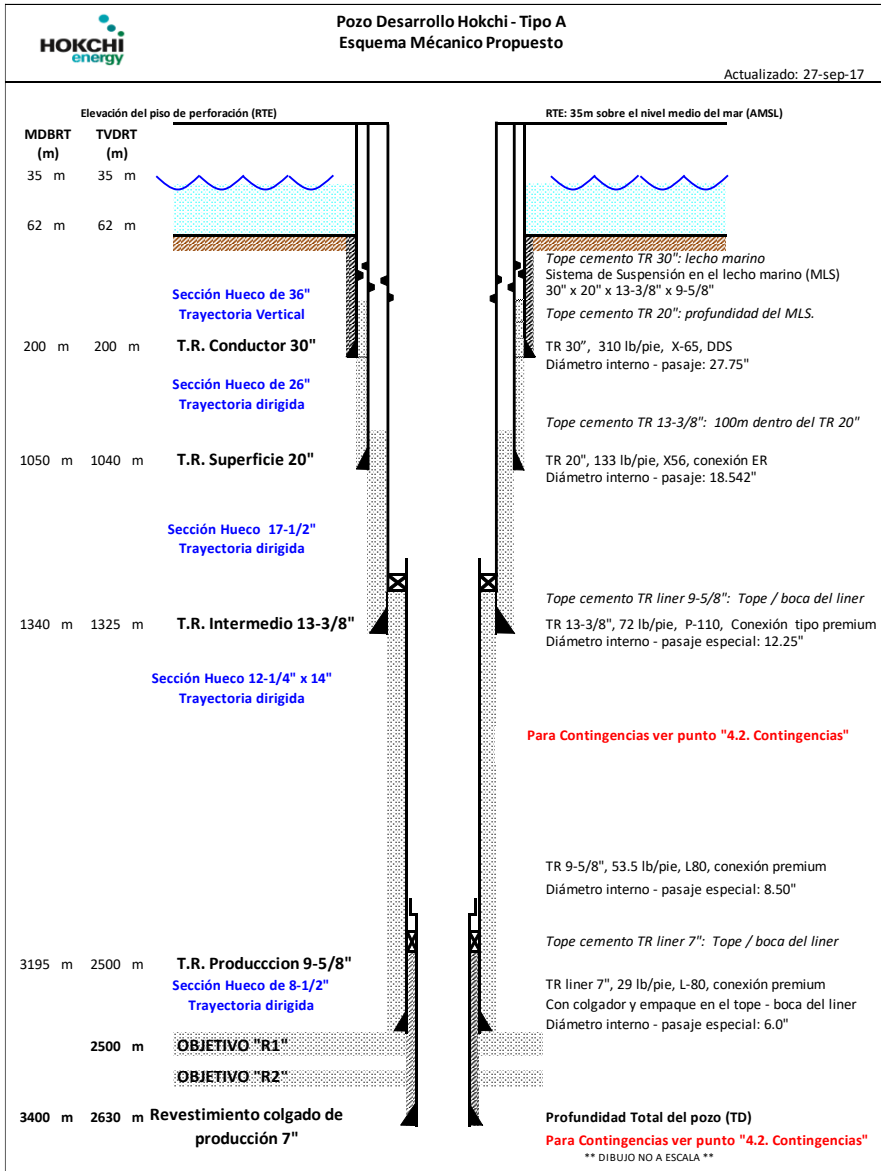 HOKCHI
energy
Pozo Desarrollo Hokchi - Tipo A
Esquema Mécanico Propuesto
Actualizado: 27-sep-17
Elevación del piso de perforación (RTE)
RTE: 35m sobre el nivel medio del mar (AMSL)
MDBRT TVDRT
(m) (m)
35 m 35 m
62 m 62 m
Tope cemento TR 30": lecho marino
Sistema de Suspensión en el lecho marino (MLS)
30" x 20" x 13-3/8" x 9-5/8"
Sección Hueco de 36"
Trayectoria Vertical
Tope cemento TR 20": profundidad del MLS.
200 m 200 m T.R. Conductor 30"
TR 30", 310 lb/pie, X-65, DDS
Diámetro interno - pasaje: 27.75"
Sección Hueco de 26"
Trayectoria dirigida
Tope cemento TR 13-3/8": 100m dentro del TR 20"
1050 m 1040 m T.R. Superficie 20"
TR 20", 133 lb/pie, X56, conexión ER
Diámetro interno - pasaje: 18.542"
Sección Hueco 17-1/2"
Trayectoria dirigida
Tope cemento TR liner 9-5/8": Tope / boca del liner
1340 m 1325 m T.R. Intermedio 13-3/8"
TR 13-3/8", 72 lb/pie, P-110, Conexión tipo premium
Diámetro interno - pasaje especial: 12.25"
Sección Hueco 12-1/4" x 14"
Trayectoria dirigida
Para Contingencias ver punto "4.2. Contingencias"
TR 9-5/8", 53.5 lb/pie, L80, conexión premium
Diámetro interno - pasaje especial: 8.50"
Tope cemento TR liner 7": Tope / boca del liner
3195 m 2500 m T.R. Producccion 9-5/8"
Sección Hueco de 8-1/2"
Trayectoria dirigida
TR liner 7", 29 lb/pie, L-80, conexión premium
Con colgador y empaque en el tope - boca del liner
Diámetro interno - pasaje especial: 6.0"
2500 m OBJETIVO "R1"
OBJETIVO "R2"
3400 m 2630 m Revestimiento colgado de
producción 7"
Profundidad Total del pozo (TD)
Para Contingencias ver punto "4.2. Contingencias"
** DIBUJO NO A ESCALA **